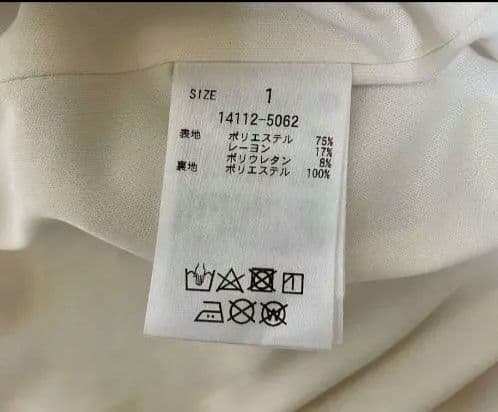 SIZE 1
14112-5062
表地 ポリエステル 75%
レーヨン 17%
ポリウレタン 8%
裏地 ポリエステル 100%
W